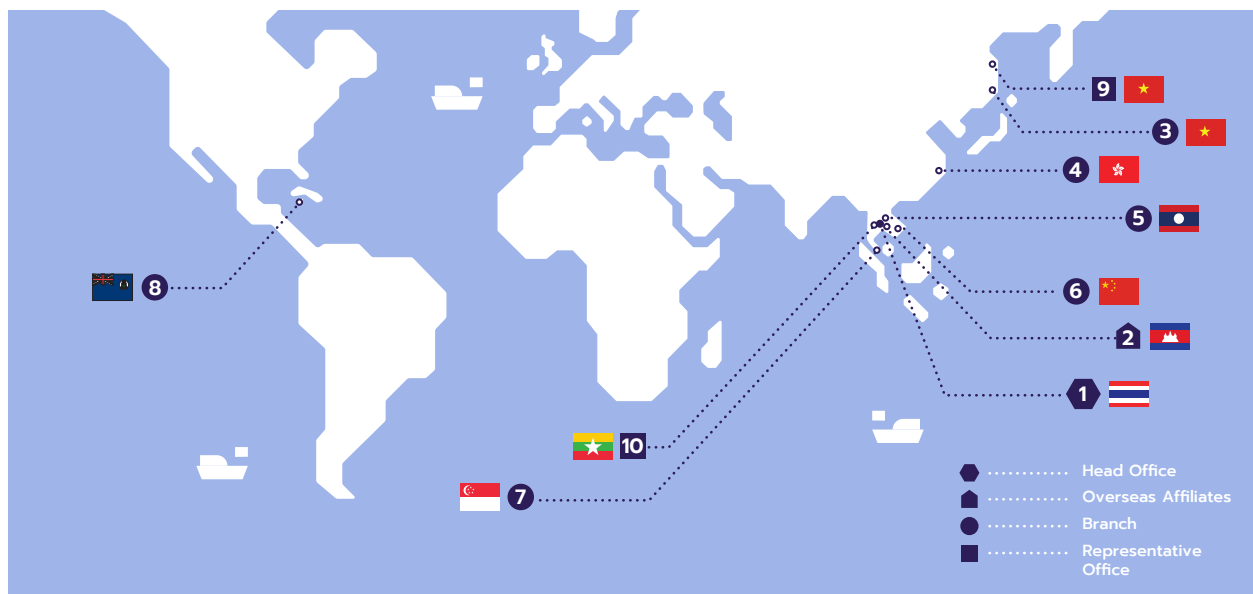 9
3
4
5
8
6
2
1
10
7
Head Office
Overseas Affiliates
Branch
Representative
Office